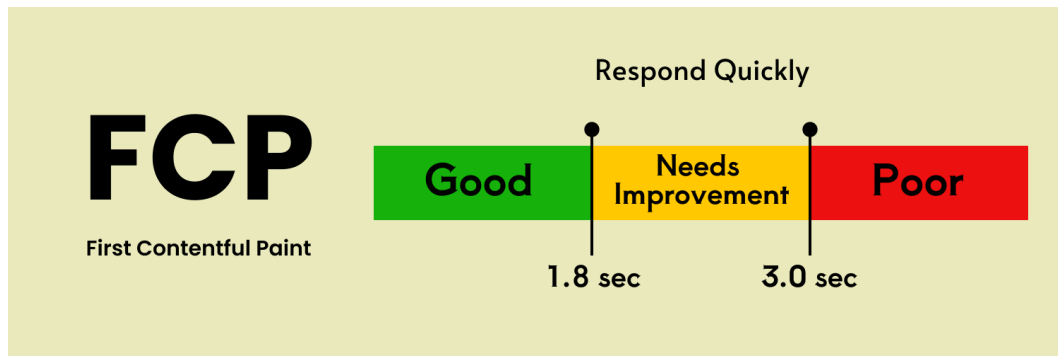 FCP
First Contentful Paint
Respond Quickly
Good
Needs
Improvement
Poor
1.8 sec
3.0 sec